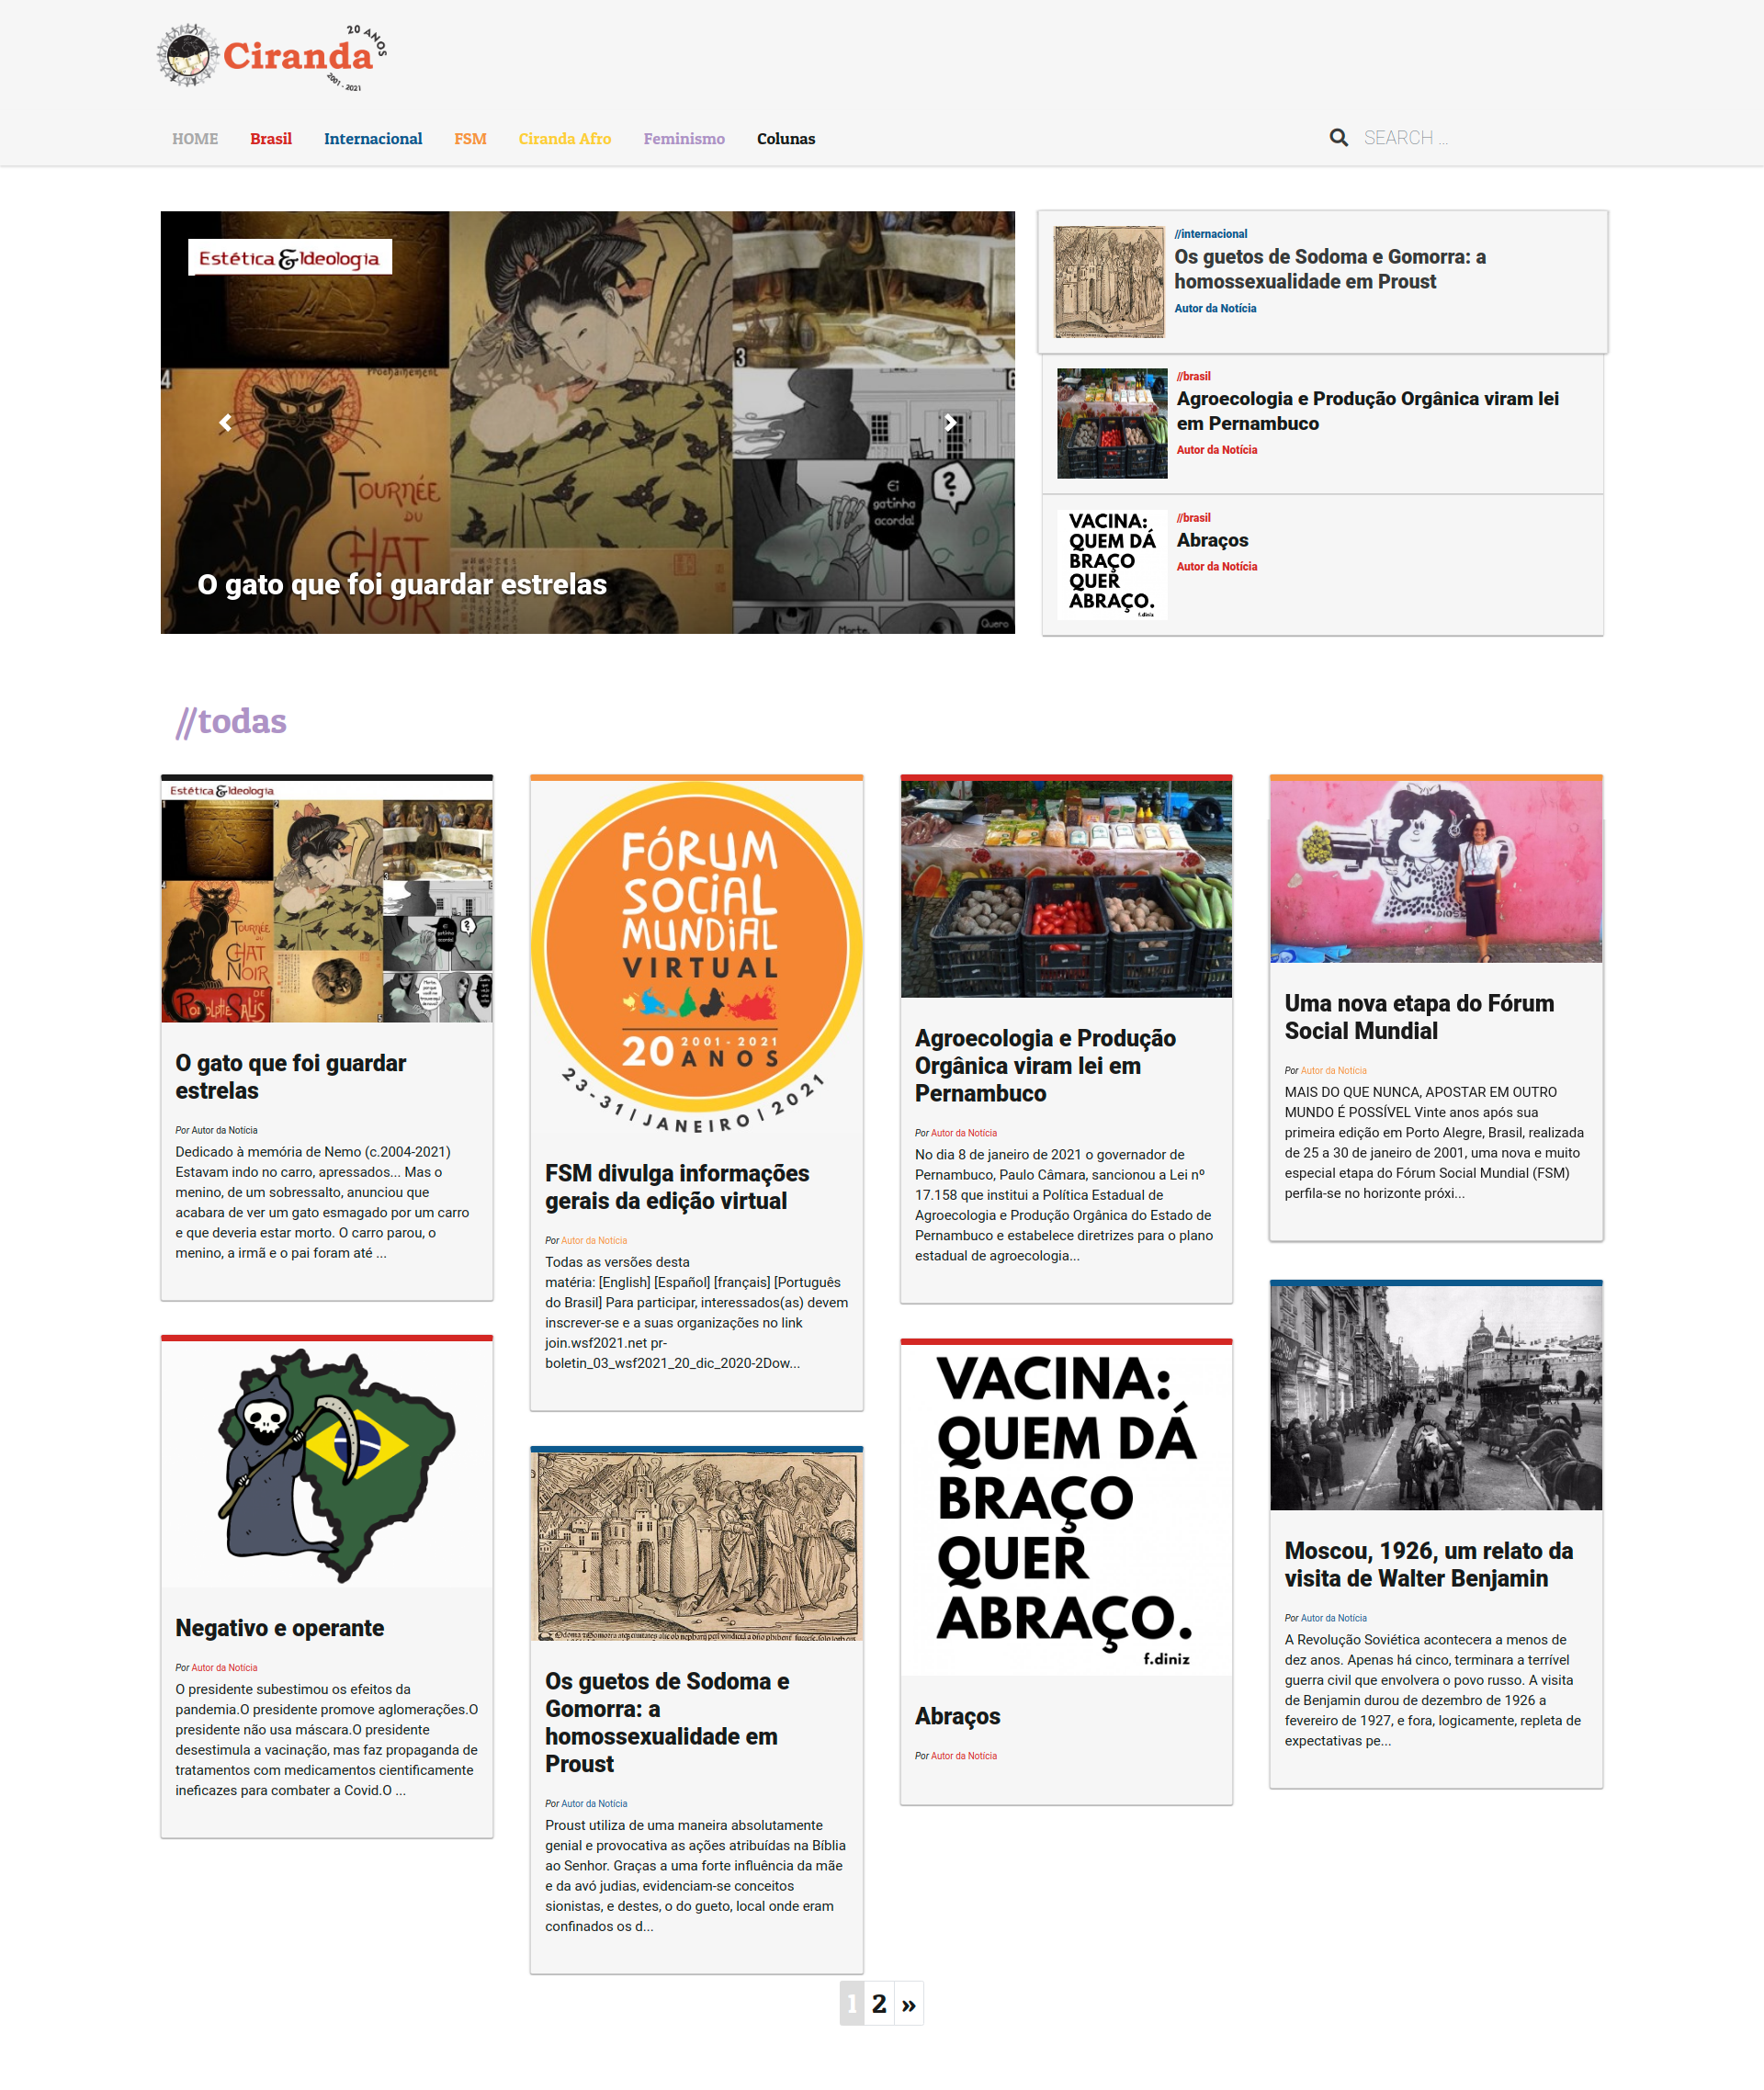 Ciranda
20 ANOS
2001 - 2021
HOME Brasil Internacional FSM Ciranda Afro Feminismo Colunas
SEARCH ...
Estética & Ideologia
3
4
6
Prochainement
TOURNÉE
DU
CHAT
NOIR
Ei
gatinha
acorda!
?
Morte,
Quero
O gato que foi guardar estrelas
//internacional
Os guetos de Sodoma e Gomorra: a
homossexualidade em Proust
Autor da Notícia
//brasil
Agroecologia e Produção Orgânica viram lei
em Pernambuco
Autor da Notícia
VACINA:
QUEM DÁ
BRAÇO
QUER
ABRAÇO.
f.diniz
//brasil
Abraços
Autor da Notícia
//todas
Estética & Ideologia
TOURNÉE
DU
CHAT
NOIR
DE
RODOLPHE SALIS
O gato que foi guardar
estrelas
Por Autor da Notícia
Dedicado à memória de Nemo (c.2004-2021)
Estavam indo no carro, apressados... Mas o
menino, de um sobressalto, anunciou que
acabara de ver um gato esmagado por um carro
e que deveria estar morto. O carro parou, o
menino, a irmã e o pai foram até ...
Negativo e operante
Por Autor da Notícia
O presidente subestimou os efeitos da
pandemia.O presidente promove aglomerações.O
presidente não usa máscara.O presidente
desestimula a vacinação, mas faz propaganda de
tratamentos com medicamentos cientificamente
ineficazes para combater a Covid.O ...
FÓRUM
SOCIAL
MUNDIAL
VIRTUAL
20 2001 - 2021
ANOS
23-31 | JANEIRO | 2021
FSM divulga informações
gerais da edição virtual
Por Autor da Notícia
Todas as versões desta
matéria: [English] [Español] [français] [Português
do Brasil] Para participar, interessados(as) devem
inscrever-se e a suas organizações no link
join.wsf2021.net pr-
boletin_03_wsf2021_20_dic_2020-2Dow...
Os guetos de Sodoma e
Gomorra: a
homossexualidade em
Proust
Por Autor da Notícia
Proust utiliza de uma maneira absolutamente
genial e provocativa as ações atribuídas na Bíblia
ao Senhor. Graças a uma forte influência da mãe
e da avó judias, evidenciam-se conceitos
sionistas, e destes, o do gueto, local onde eram
confinados os d...
Agroecologia e Produção
Orgânica viram lei em
Pernambuco
Por Autor da Notícia
No dia 8 de janeiro de 2021 o governador de
Pernambuco, Paulo Câmara, sancionou a Lei nº
17.158 que institui a Política Estadual de
Agroecologia e Produção Orgânica do Estado de
Pernambuco e estabelece diretrizes para o plano
estadual de agroecologia...
VACINA:
QUEM DÁ
BRAÇO
QUER
ABRAÇO.
f.diniz
Abraços
Por Autor da Notícia
Uma nova etapa do Fórum
Social Mundial
Por Autor da Notícia
MAIS DO QUE NUNCA, APOSTAR EM OUTRO
MUNDO É POSSÍVEL Vinte anos após sua
primeira edição em Porto Alegre, Brasil, realizada
de 25 a 30 de janeiro de 2001, uma nova e muito
especial etapa do Fórum Social Mundial (FSM)
perfila-se no horizonte próxi...
Moscou, 1926, um relato da
visita de Walter Benjamin
Por Autor da Notícia
A Revolução Soviética acontecera a menos de
dez anos. Apenas há cinco, terminara a terrível
guerra civil que envolvera o povo russo. A visita
de Benjamin durou de dezembro de 1926 a
fevereiro de 1927, e fora, logicamente, repleta de
expectativas pe...
1 2 »